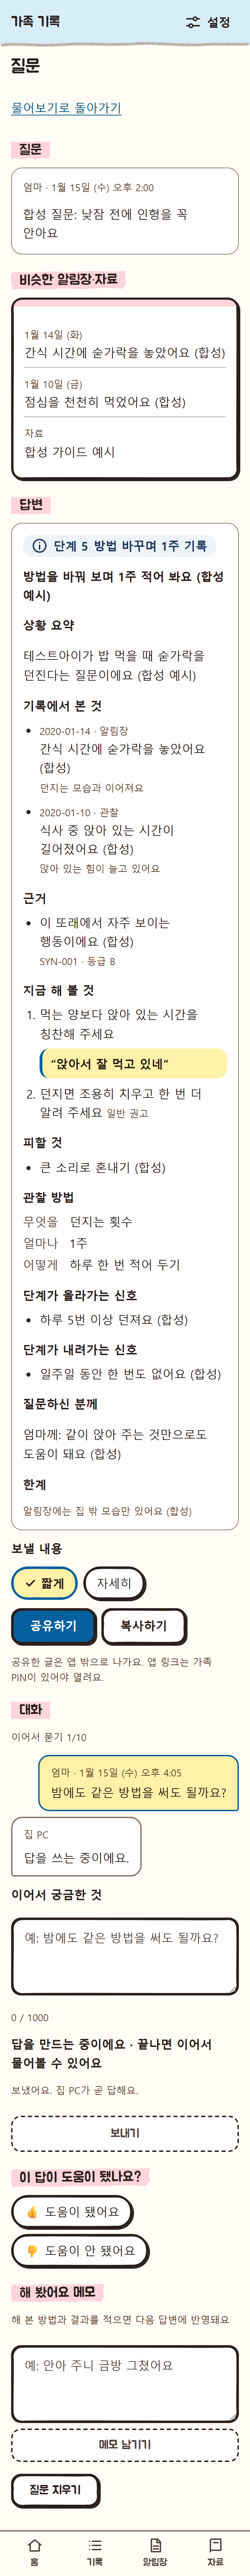 가족 기록
설정
질문
물어보기로 돌아가기
질문
엄마 · 1월 15일 (수) 오후 2:00
합성 질문: 낮잠 전에 인형을 꼭
안아요
비슷한 알림장·자료
1월 14일 (화)
간식 시간에 숟가락을 놓았어요 (합성)
1월 10일 (금)
점심을 천천히 먹었어요 (합성)
자료
합성 가이드 예시
답변
단계 5 방법 바꾸며 1주 기록
방법을 바꿔 보며 1주 적어 봐요 (합성
예시)
상황 요약
테스트아이가 밥 먹을 때 숟가락을
던진다는 질문이에요 (합성 예시)
기록에서 본 것
• 2020-01-14 · 알림장
간식 시간에 숟가락을 놓았어요
(합성)
던지는 모습과 이어져요
• 2020-01-10 · 관찰
식사 중 앉아 있는 시간이
길어졌어요 (합성)
앉아 있는 힘이 늘고 있어요
근거
• 이 또래에서 자주 보이는
행동이에요 (합성)
SYN-001 · 등급 B
지금 해 볼 것
1. 먹는 양보다 앉아 있는 시간을
칭찬해 주세요
“앉아서 잘 먹고 있네”
2. 던지면 조용히 치우고 한 번 더
알려 주세요 일반 권고
피할 것
• 큰 소리로 혼내기 (합성)
관찰 방법
무엇을 던지는 횟수
얼마나 1주
어떻게 하루 한 번 적어 두기
단계가 올라가는 신호
• 하루 5번 이상 던져요 (합성)
단계가 내려가는 신호
• 일주일 동안 한 번도 없어요 (합성)
질문하신 분께
엄마께: 같이 앉아 주는 것만으로도
도움이 돼요 (합성)
한계
알림장에는 집 밖 모습만 있어요 (합성)
보낼 내용
✓ 짧게
자세히
공유하기
복사하기
공유한 글은 앱 밖으로 나가요. 앱 링크는 가족
PIN이 있어야 열려요.
대화
이어서 묻기 1/10
엄마 · 1월 15일 (수) 오후 4:05
밤에도 같은 방법을 써도 될까요?
집 PC
답을 쓰는 중이에요.
이어서 궁금한 것
예: 밤에도 같은 방법을 써도 될까요?
0 / 1000
답을 만드는 중이에요 · 끝나면 이어서
물어볼 수 있어요
보냈어요. 집 PC가 곧 답해요.
보내기
이 답이 도움이 됐나요?
👍 도움이 됐어요
👎 도움이 안 됐어요
해 봤어요 메모
해 본 방법과 결과를 적으면 다음 답변에 반영돼요
예: 안아 주니 금방 그쳤어요
메모 남기기
질문 지우기
홈
기록
알림장
자료